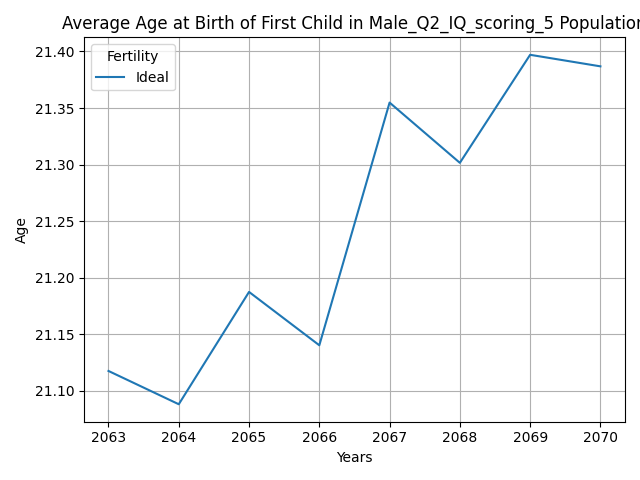 Average Age at Birth of First Child in Male_Q2_IQ_scoring_5 Population
Fertility
Ideal
21.40
21.35
21.30
21.25
21.20
21.15
21.10
Age
2063 2064 2065 2066 2067 2068 2069 2070
Years